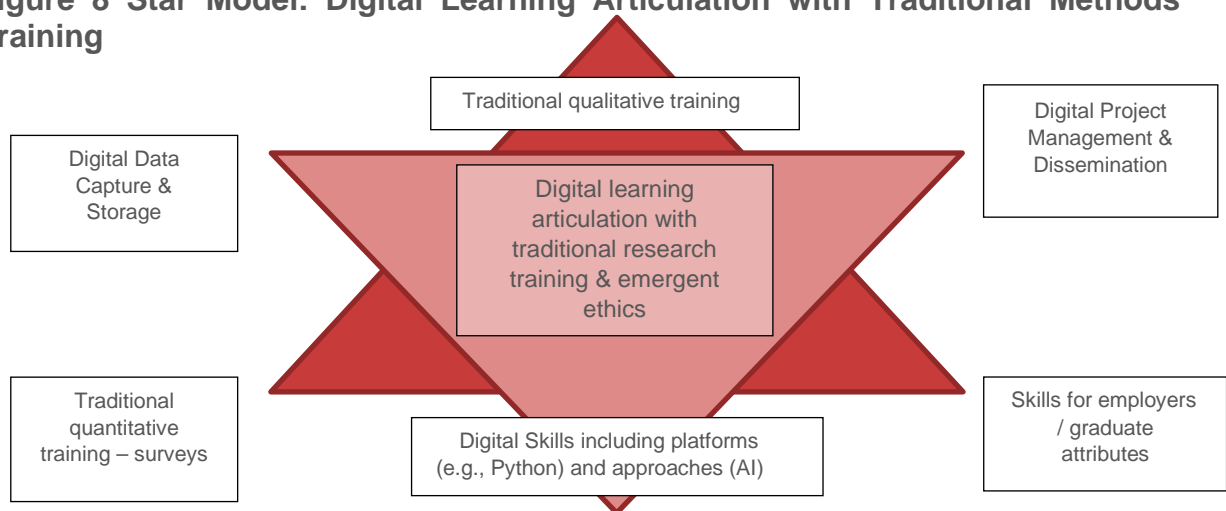 igure 8 Star Model: Digital Learning Articulation with Traditional Methods
raining
Traditional qualitative training
Digital Project
Management &
Dissemination
Digital Data
Capture &
Storage
Digital learning
articulation with
traditional research
training & emergent
ethics
Traditional
quantitative
training – surveys
Digital Skills including platforms
(e.g., Python) and approaches (AI)
Skills for employers
/ graduate
attributes